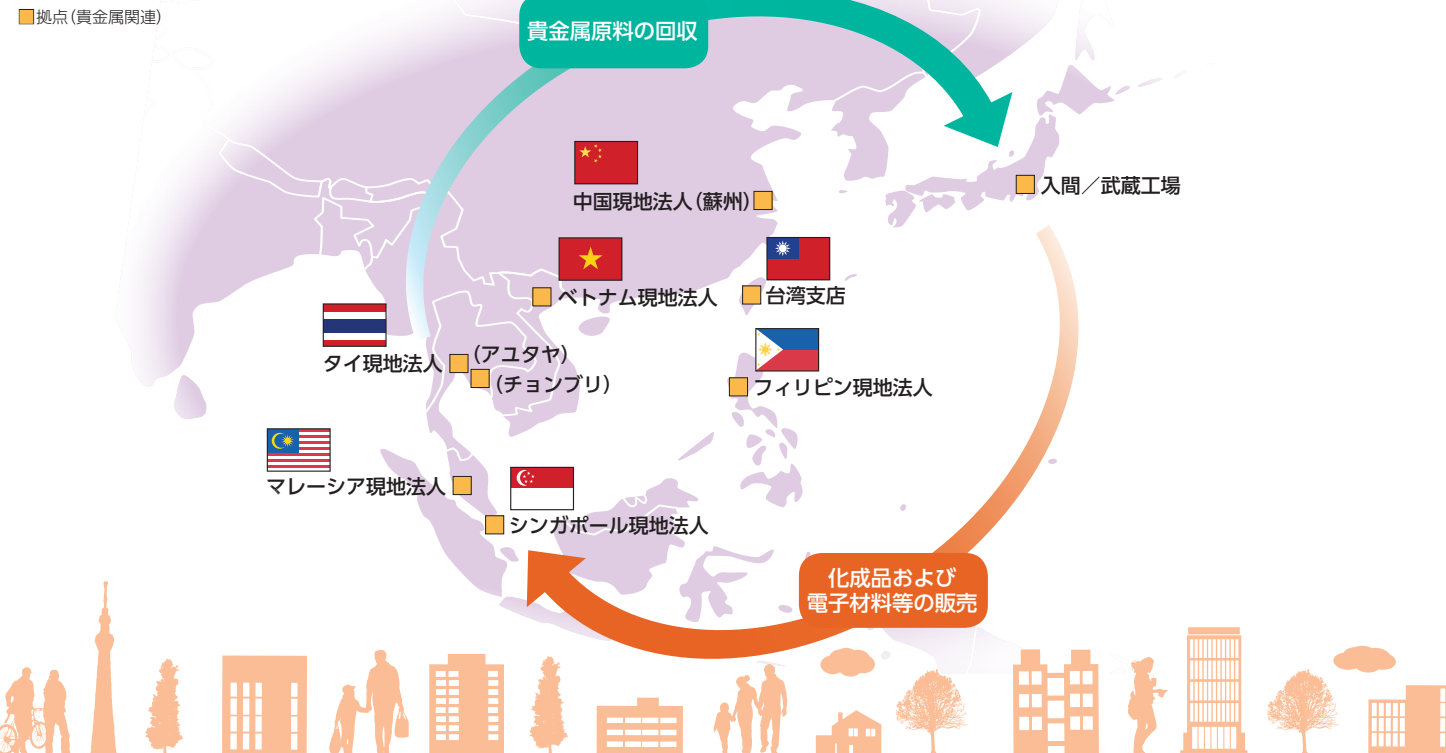 拠点(貴金属関連)
貴金属原料の回収
入間／武蔵工場
中国現地法人(蘇州)
ベトナム現地法人
台湾支店
タイ現地法人
(アユタヤ)
(チョンブリ)
フィリピン現地法人
マレーシア現地法人
シンガポール現地法人
化成品および
電子材料等の販売